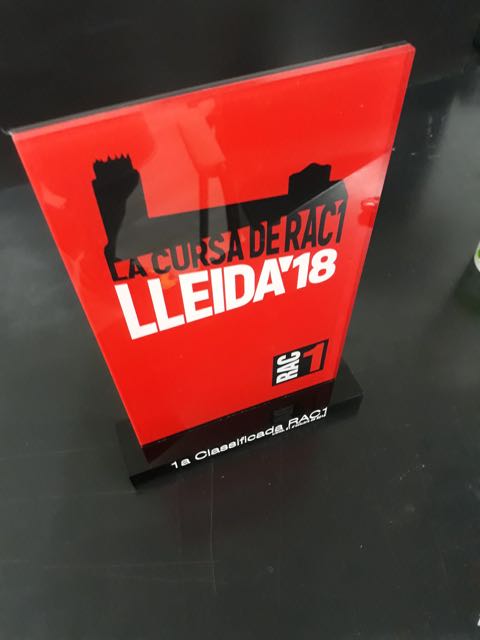 LA CURSA DE RAC1
LLEIDA'18
RAC1
1a Classificada RAC1